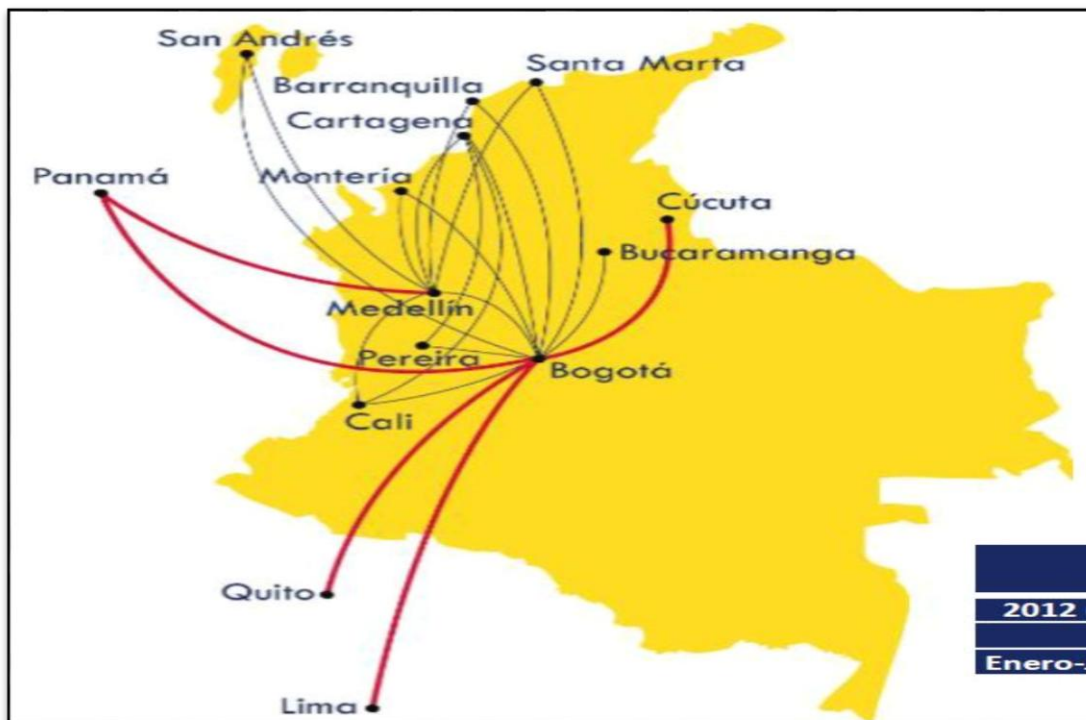 San Andrés
Santa Marta
Barranquilla
Cartagena
Panamá
Montería
Cúcuta
Bucaramanga
Medellín
Pereira
Bogotá
Cali
Quito
2012
Enero-
Lima